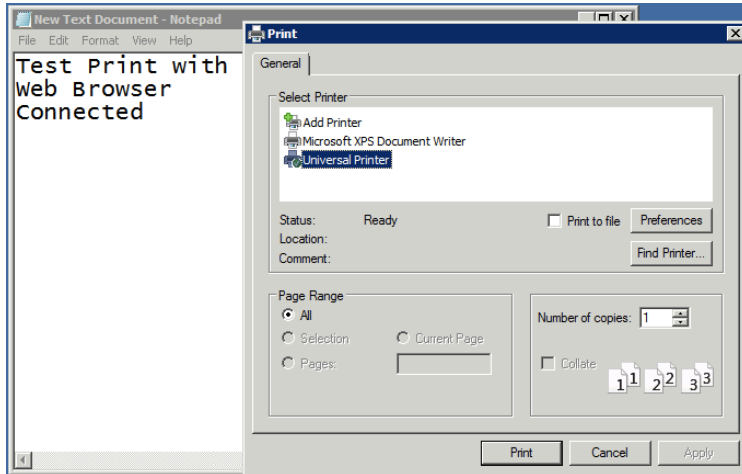 New Text Document - Notepad
File Edit Format View Help
Test Print with
Web Browser
Connected
Print
General
Select Printer
Add Printer
Microsoft XPS Document Writer
Universal Printer
Status: Ready
Print to file
Preferences
Location:
Comment:
Find Printer...
Page Range
All
Selection
Current Page
Pages:
Number of copies: 1
Collate
1 1 2 2 3 3
Print
Cancel
Apply